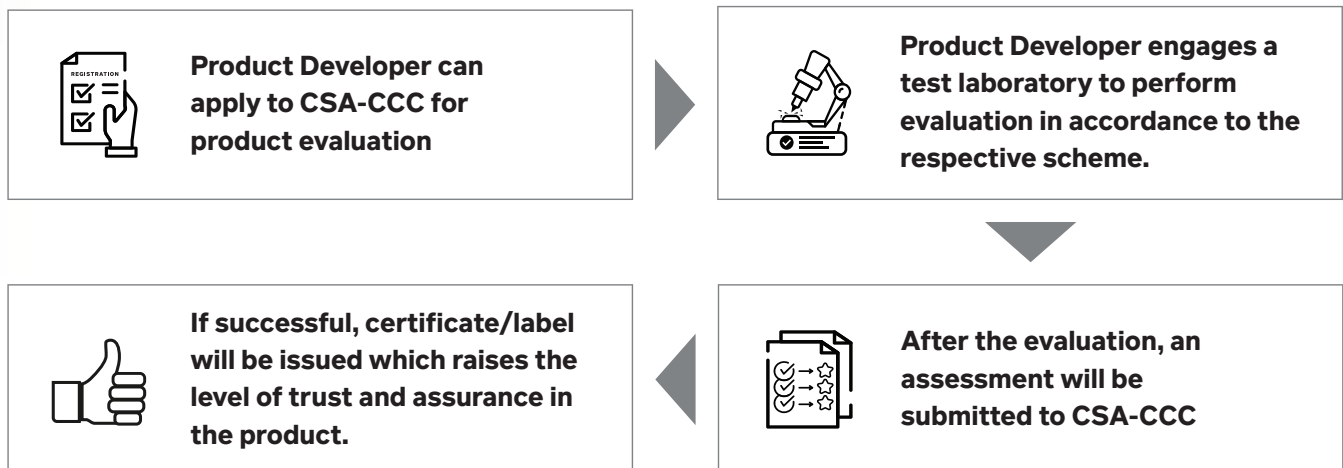 REGISTRATION
Product Developer can
apply to CSA-CCC for
product evaluation
Product Developer engages a
test laboratory to perform
evaluation in accordance to the
respective scheme.
If successful, certificate/label
will be issued which raises the
level of trust and assurance in
the product.
After the evaluation, an
assessment will be
submitted to CSA-CCC